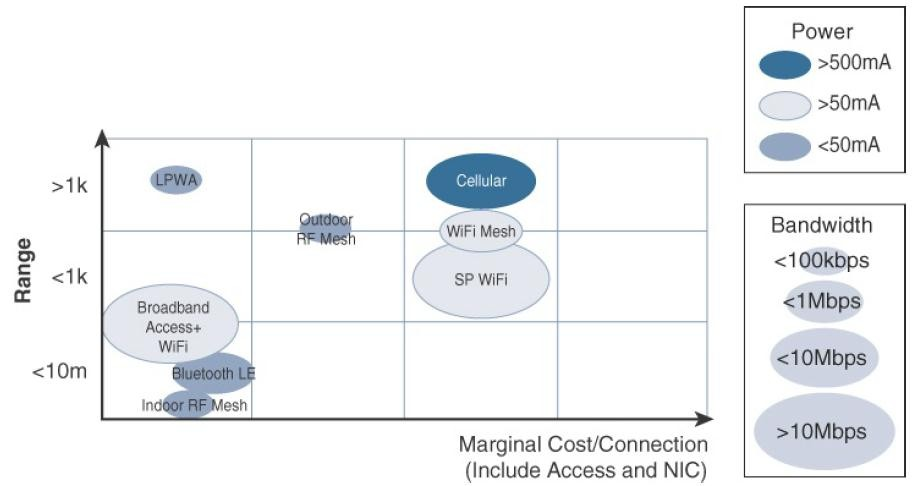 Power
>500mA
>50mA
<50mA
>1k
LPWA
Cellular
Outdoor
RF Mesh
WiFi Mesh
Range
<1k
SP WiFi
Broadband
Access+
WiFi
<10m
Bluetooth LE
Indoor RF Mesh
Marginal Cost/Connection
(Include Access and NIC)
Bandwidth
<100kbps
<1Mbps
<10Mbps
>10Mbps